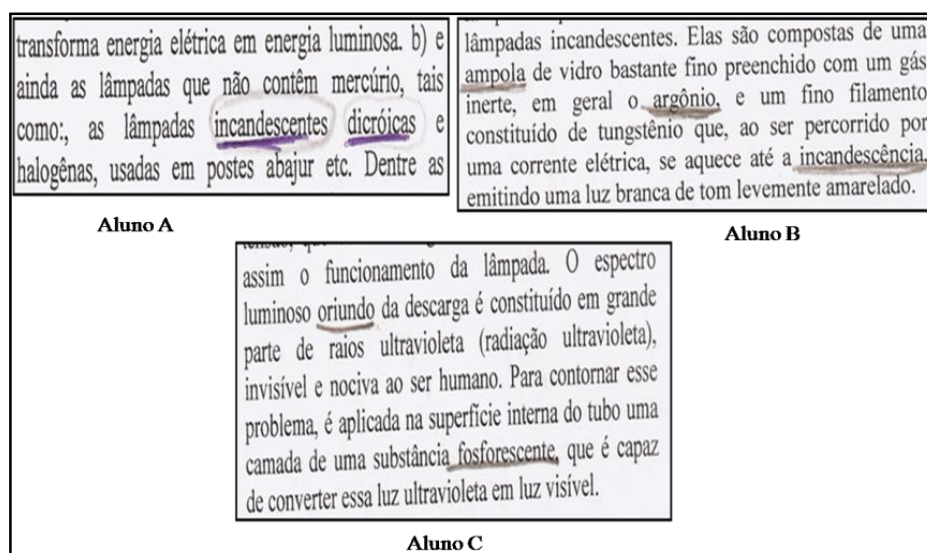 transforma energia elétrica em energia luminosa. b) e
ainda as lâmpadas que não contêm mercúrio, tais
como:, as lâmpadas incandescentes dicróicas e
halogênas, usadas em postes abajur etc. Dentre as
Aluno A
lâmpadas incandescentes. Elas são compostas de uma
ampola de vidro bastante fino preenchido com um gás
inerte, em geral o argônio, e um fino filamento
constituído de tungstênio que, ao ser percorrido por
uma corrente elétrica, se aquece até a incandescência,
emitindo uma luz branca de tom levemente amarelado.
Aluno B
assim o funcionamento da lâmpada. O espectro
luminoso oriundo da descarga é constituído em grande
parte de raios ultravioleta (radiação ultravioleta),
invisível e nociva ao ser humano. Para contornar esse
problema, é aplicada na superfície interna do tubo uma
camada de uma substância fosforescente, que é capaz
de converter essa luz ultravioleta em luz visível.
Aluno C